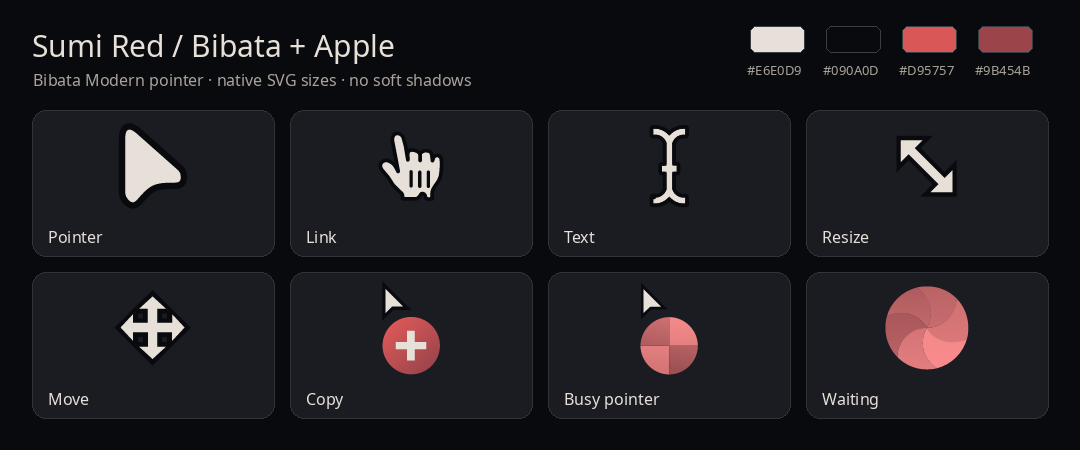 Sumi Red / Bibata + Apple
Bibata Modern pointer · native SVG sizes · no soft shadows
#E6E0D9 #090A0D #D95757 #9B454B
Pointer
Link
Text
Resize
Move
Copy
Busy pointer
Waiting